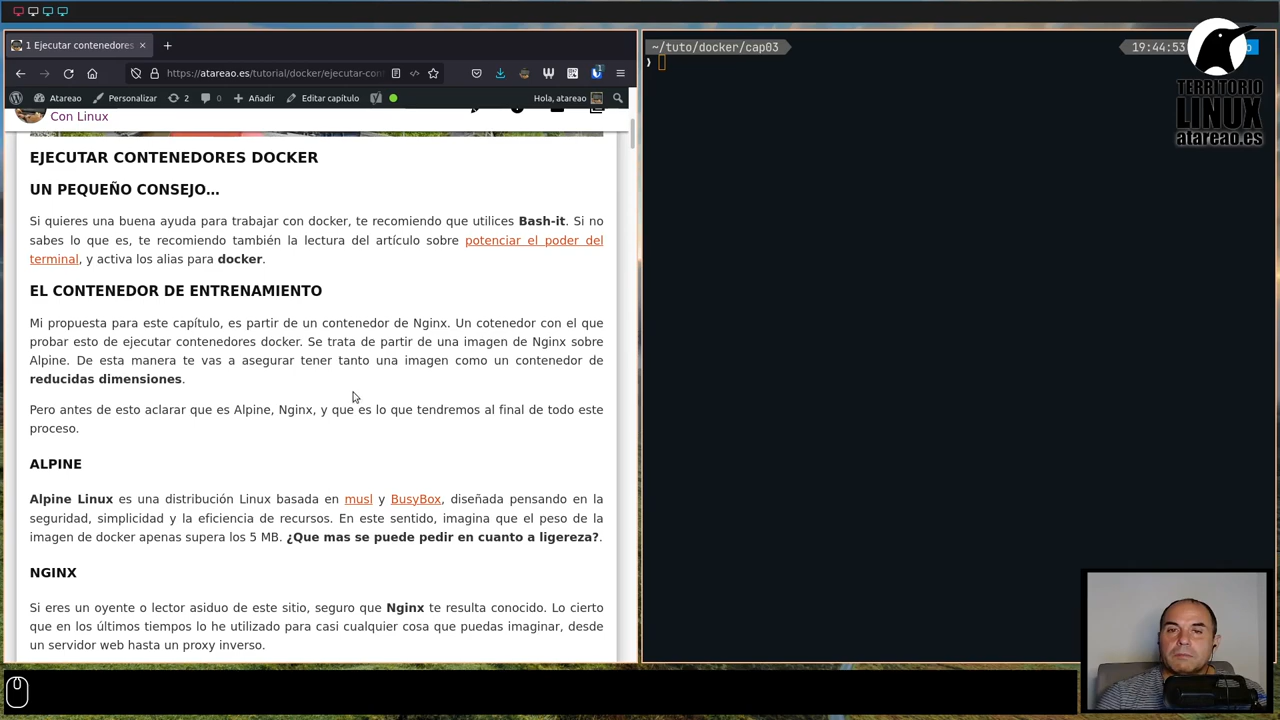 1 Ejecutar contenedores
~/tuto/docker/cap03
19:44:53
https://atareao.es/tutorial/docker/ejecutar-con
Atareao
Personalizar
2
0
Añadir
Editar capítulo
Hola, atareao
Con Linux
TERRITORIO
LINUX
atareao.es
EJECUTAR CONTENEDORES DOCKER
UN PEQUEÑO CONSEJO…
Si quieres una buena ayuda para trabajar con docker, te recomiendo que utilices Bash-it. Si no
sabes lo que es, te recomiendo también la lectura del artículo sobre potenciar el poder del
terminal, y activa los alias para docker.
EL CONTENEDOR DE ENTRENAMIENTO
Mi propuesta para este capítulo, es partir de un contenedor de Nginx. Un cotenedor con el que
probar esto de ejecutar contenedores docker. Se trata de partir de una imagen de Nginx sobre
Alpine. De esta manera te vas a asegurar tener tanto una imagen como un contenedor de
reducidas dimensiones.
Pero antes de esto aclarar que es Alpine, Nginx, y que es lo que tendremos al final de todo este
proceso.
ALPINE
Alpine Linux es una distribución Linux basada en musl y BusyBox, diseñada pensando en la
seguridad, simplicidad y la eficiencia de recursos. En este sentido, imagina que el peso de la
imagen de docker apenas supera los 5 MB. ¿Que mas se puede pedir en cuanto a ligereza?.
NGINX
Si eres un oyente o lector asiduo de este sitio, seguro que Nginx te resulta conocido. Lo cierto
que en los últimos tiempos lo he utilizado para casi cualquier cosa que puedas imaginar, desde
un servidor web hasta un proxy inverso.